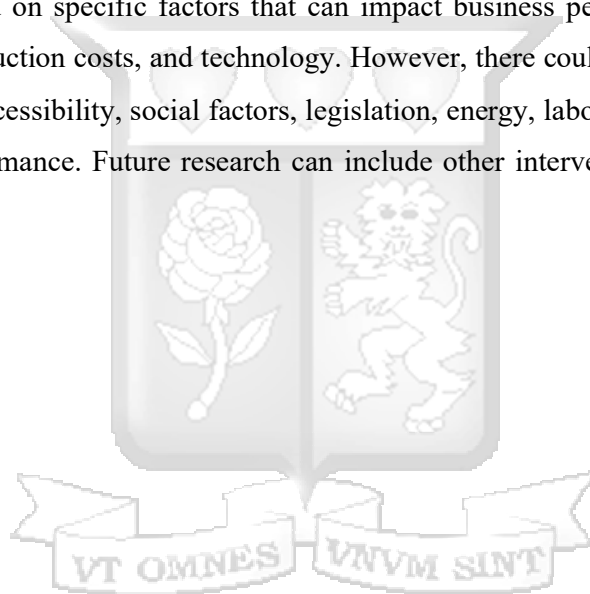 on specific factors that can impact business pe
uction costs, and technology. However, there coul
cessibility, social factors, legislation, energy, labo
mance. Future research can include other interve
VT OMNES VNVM SINT